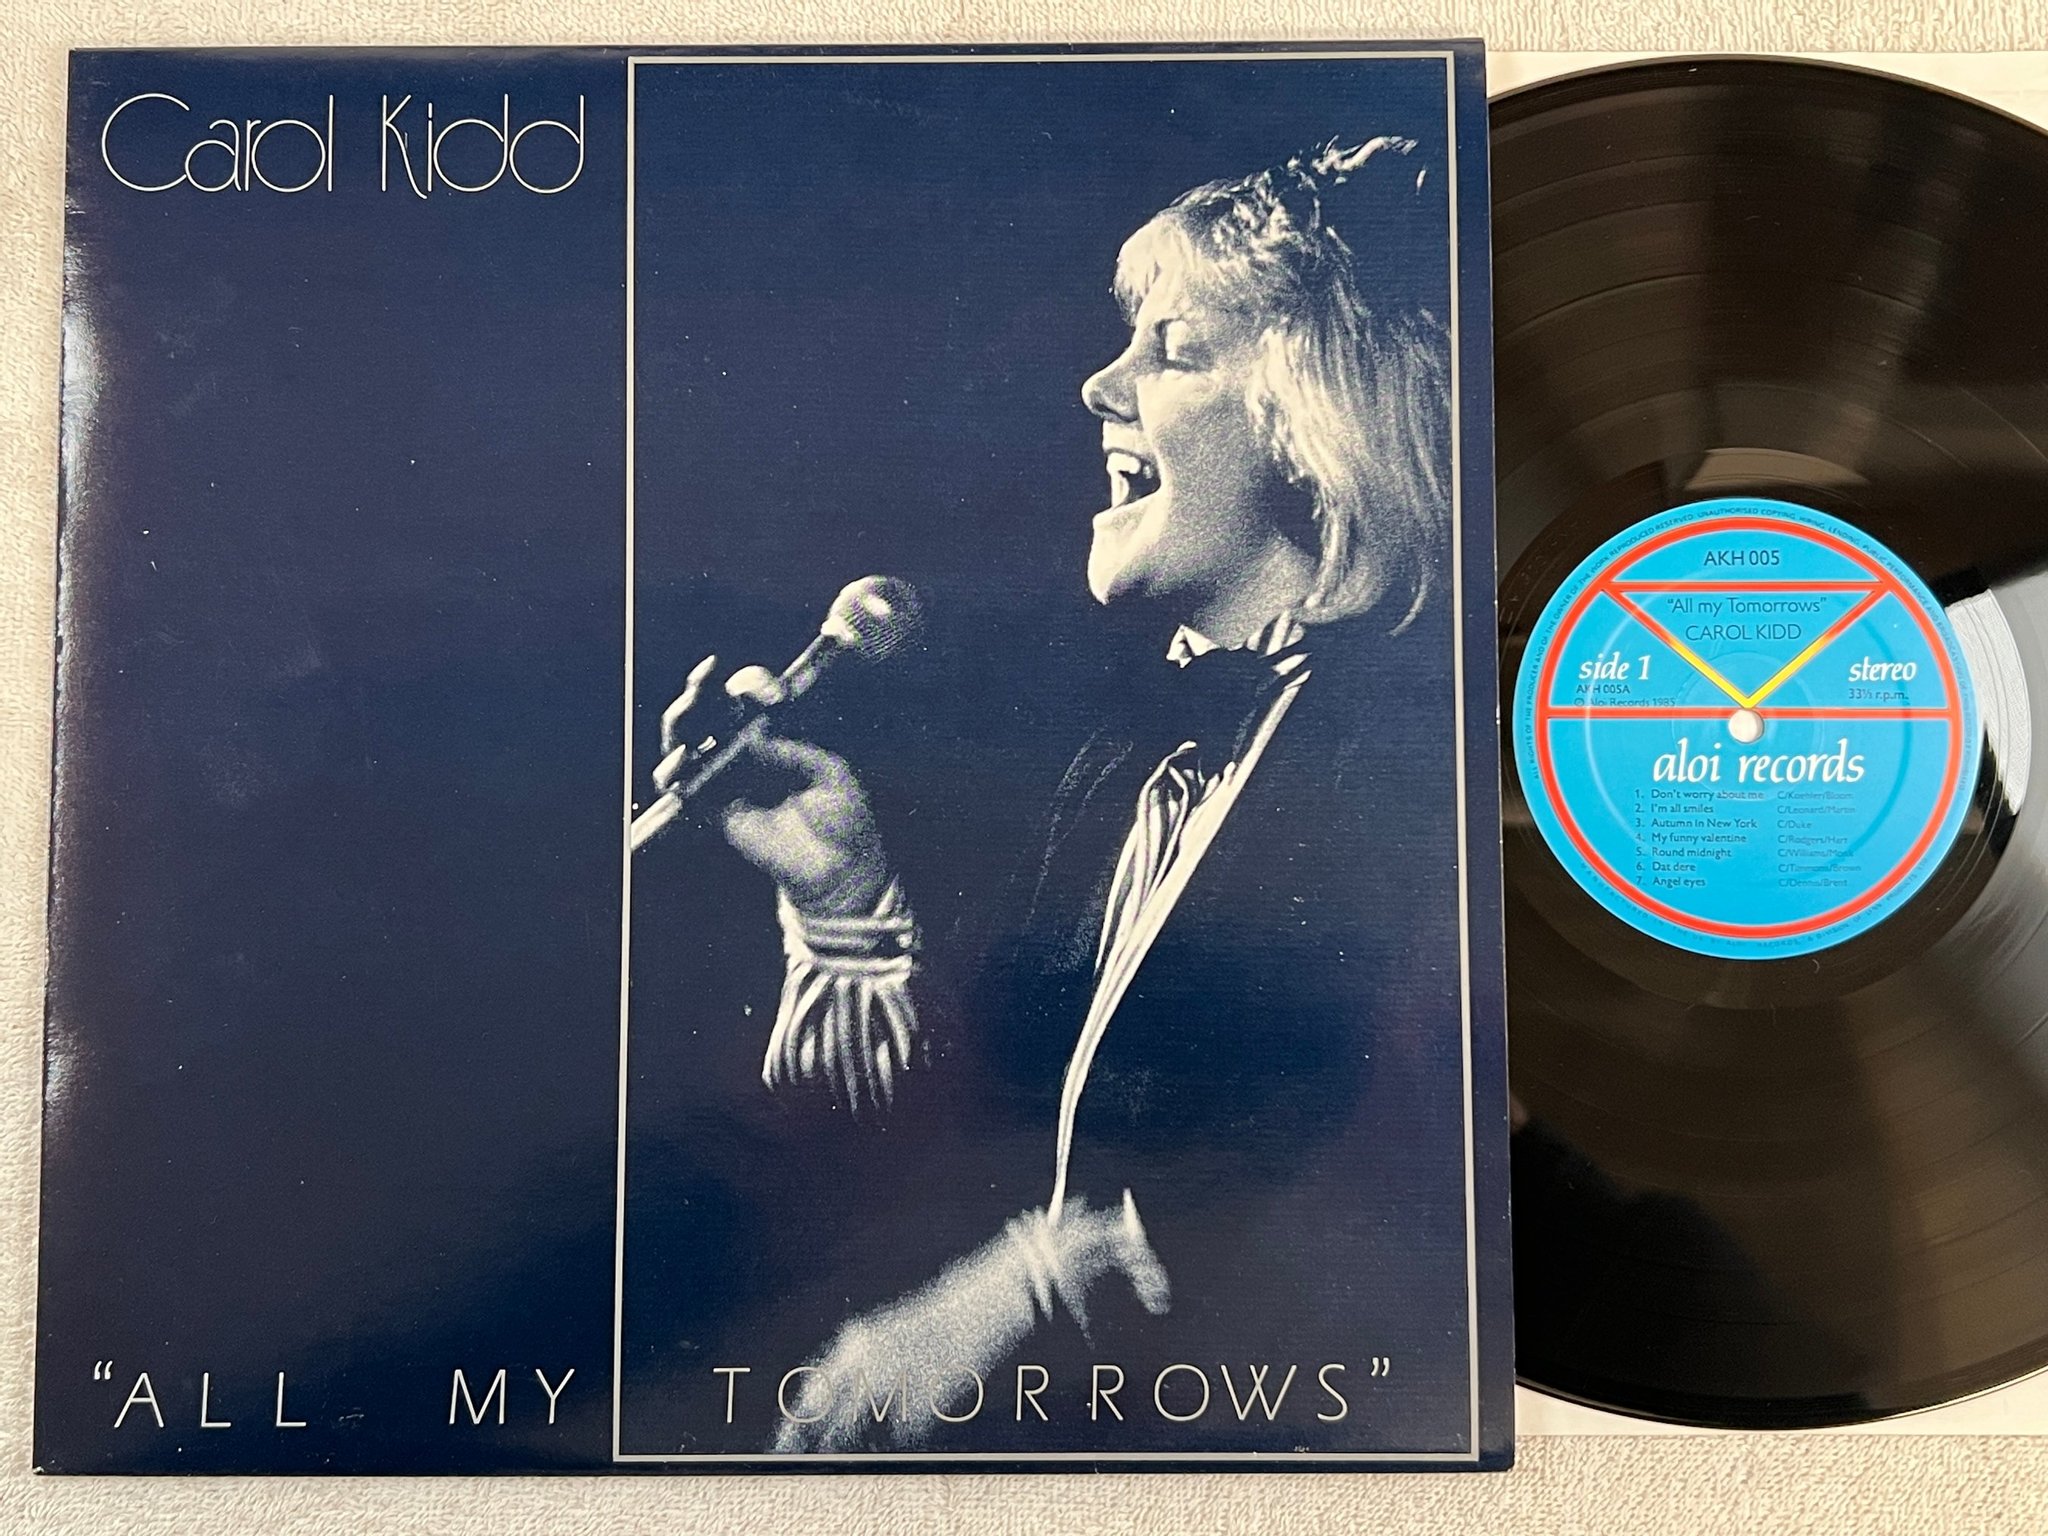 Carol Kidd
"ALL MY TOMORROWS"
AKH 005
"All my Tomorrows"
CAROL KIDD
side 1
stereo
AKH 005A
33⅓ r.p.m.
℗ Aloi Records 1985
aloi records
1. Don't worry about me C/Koehler/Bloom
2. I'm all smiles C/Leonard/Martin
3. Autumn in New York C/Duke
4. My funny valentine C/Rodgers/Hart
5. Round midnight C/Williams/Monk
6. Dat dere C/Timmons/Brown
7. Angel eyes C/Dennis/Brent